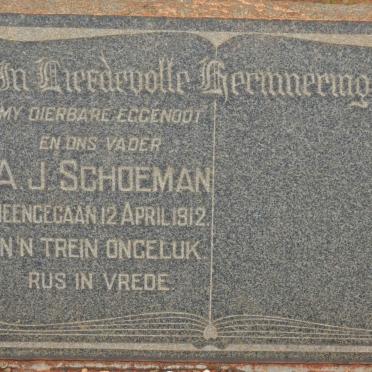 In Liefdevolle Herinnering
MY DIERBARE EGGENOOT
EN ONS VADER
A.J. SCHOEMAN
HEENGEGAAN 12 APRIL 1912.
IN 'N TREIN ONGELUK.
RUS IN VREDE.